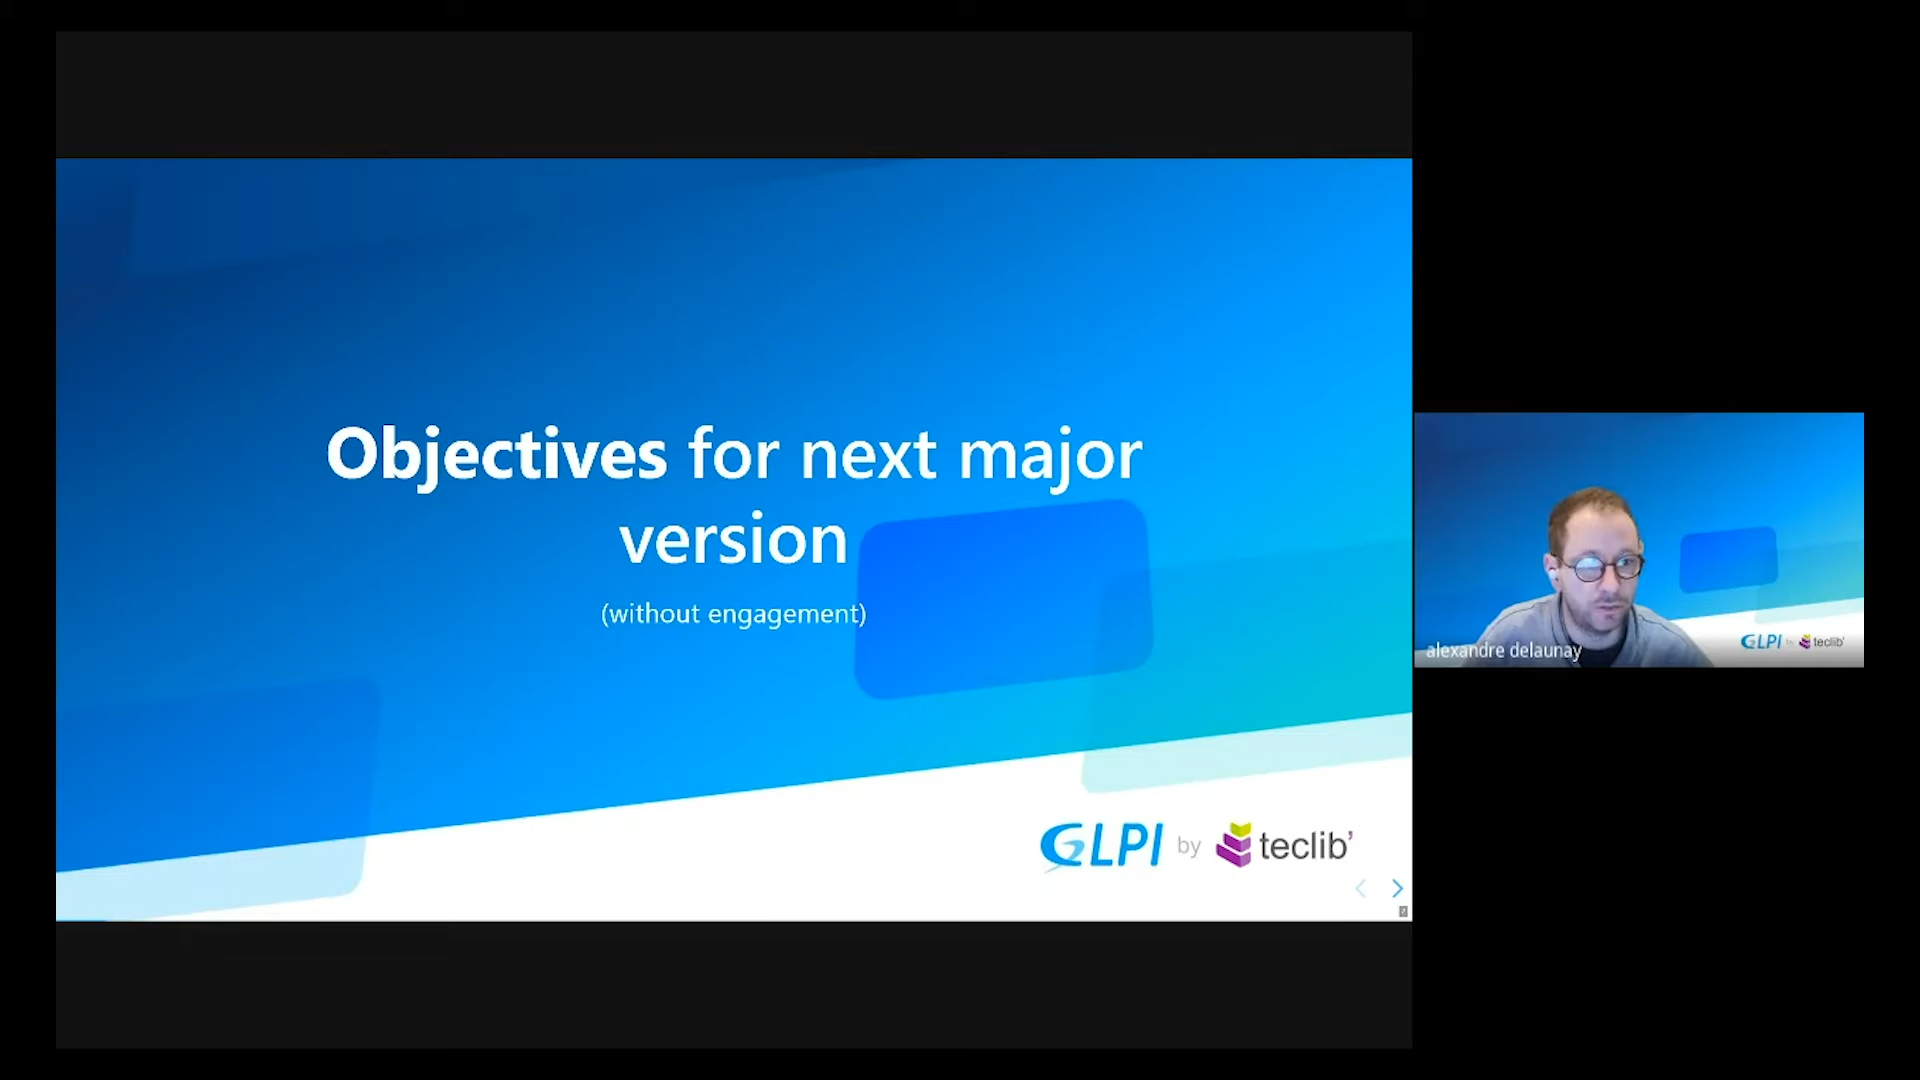 Objectives for next major
version
(without engagement)
GLPI by teclib'
alexandre delaunay
GLPI by teclib'